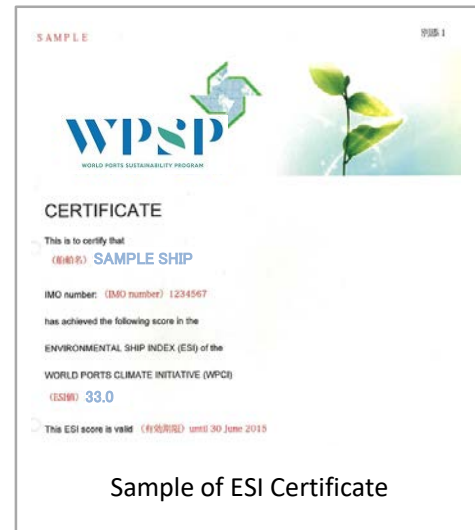 SAMPLE
別添 1
WPSP
WORLD PORTS SUSTAINABILITY PROGRAM
CERTIFICATE
This is to certify that
(船舶名) SAMPLE SHIP
IMO number: (IMO number) 1234567
has achieved the following score in the
ENVIRONMENTAL SHIP INDEX (ESI) of the
WORLD PORTS CLIMATE INITIATIVE (WPCI)
(ESI値) 33.0
This ESI score is valid (有効期限) until 30 June 2015
Sample of ESI Certificate